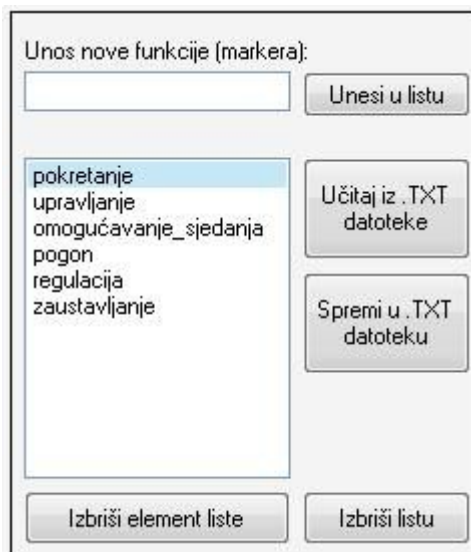 Unos nove funkcije (markera):
Unesi u listu
pokretanje
upravljanje
omogućavanje_sjedanja
pogon
regulacija
zaustavljanje
Učitaj iz .TXT
datoteke
Spremi u .TXT
datoteku
Izbriši element liste
Izbriši listu